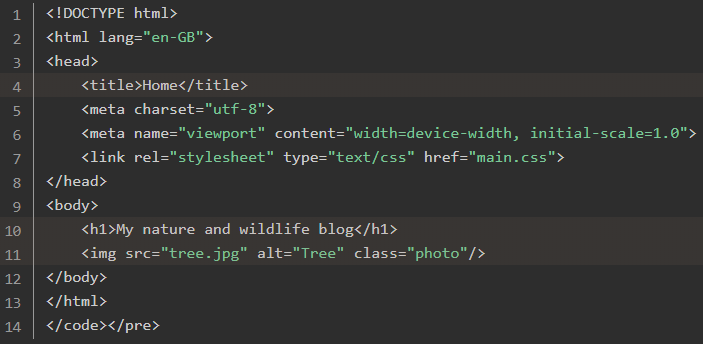 1 <!DOCTYPE html>
2 <html lang="en-GB">
3 <head>
4     <title>Home</title>
5     <meta charset="utf-8">
6     <meta name="viewport" content="width=device-width, initial-scale=1.0">
7     <link rel="stylesheet" type="text/css" href="main.css">
8 </head>
9 <body>
10     <h1>My nature and wildlife blog</h1>
11     <img src="tree.jpg" alt="Tree" class="photo"/>
12 </body>
13 </html>
14 </code></pre>